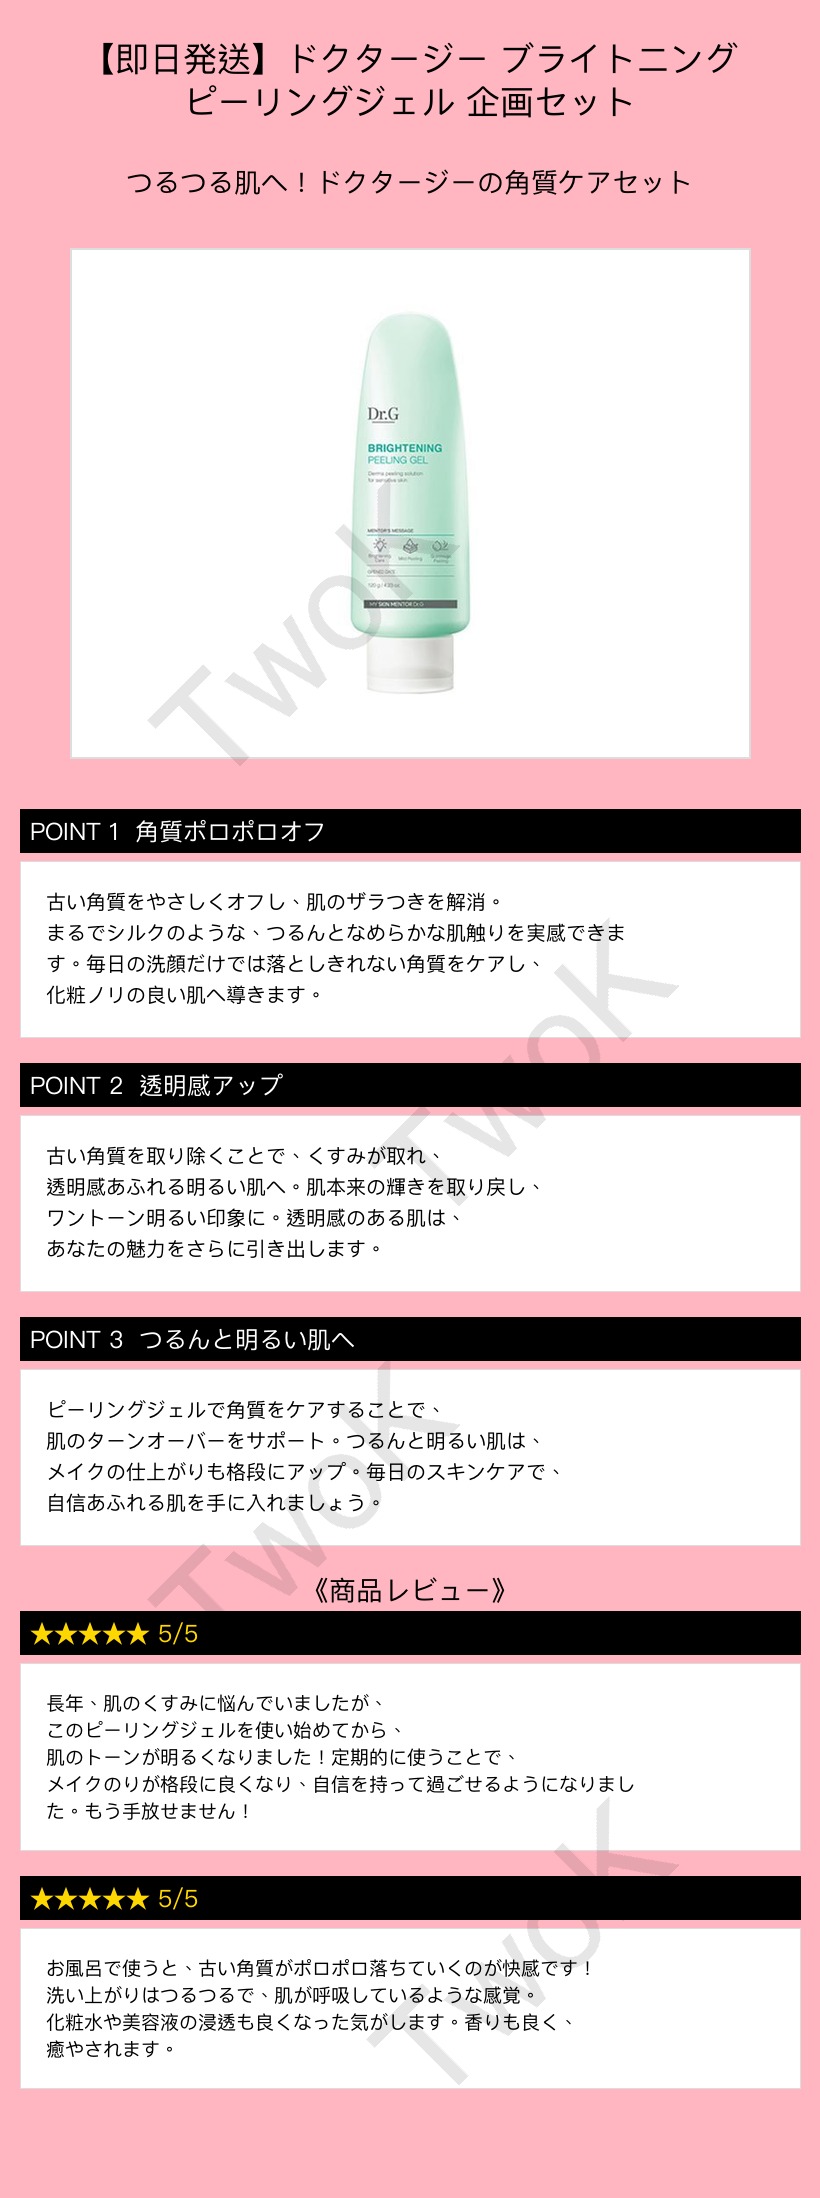 【即日発送】ドクタージー ブライトニング
ピーリングジェル 企画セット
つるつる肌へ！ドクタージーの角質ケアセット
Dr.G
BRIGHTENING
PEELING GEL
Derma peeling solution
for sensitive skin
MENTOR'S MESSAGE
Brightening
Care
Mild Peeling
Peeling
OPENED DATE
120 g / 4.23 oz.
MY SKIN MENTOR Dr.G
TwoK
POINT 1 角質ポロポロオフ
古い角質をやさしくオフし、肌のザラつきを解消。
まるでシルクのような、つるんとなめらかな肌触りを実感できま
す。毎日の洗顔だけでは落としきれない角質をケアし、
化粧ノリの良い肌へ導きます。
TwoK
POINT 2 透明感アップ
古い角質を取り除くことで、くすみが取れ、
透明感あふれる明るい肌へ。肌本来の輝きを取り戻し、
ワントーン明るい印象に。透明感のある肌は、
あなたの魅力をさらに引き出します。
POINT 3 つるんと明るい肌へ
ピーリングジェルで角質をケアすることで、
肌のターンオーバーをサポート。つるんと明るい肌は、
メイクの仕上がりも格段にアップ。毎日のスキンケアで、
自信あふれる肌を手に入れましょう。
TwoK
《商品レビュー》
★★★★★ 5/5
長年、肌のくすみに悩んでいましたが、
このピーリングジェルを使い始めてから、
肌のトーンが明るくなりました！定期的に使うことで、
メイクのりが格段に良くなり、自信を持って過ごせるようになりまし
た。もう手放せません！
★★★★★ 5/5
お風呂で使うと、古い角質がポロポロ落ちていくのが快感です！
洗い上がりはつるつるで、肌が呼吸しているような感覚。
化粧水や美容液の浸透も良くなった気がします。香りも良く、
癒やされます。
TwoK